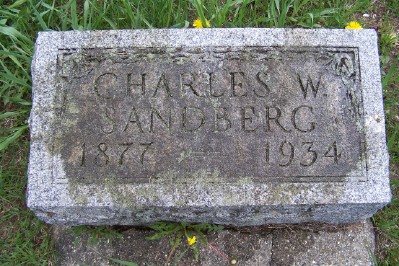 CHARLES W.
SANDBERG
1877 — 1934